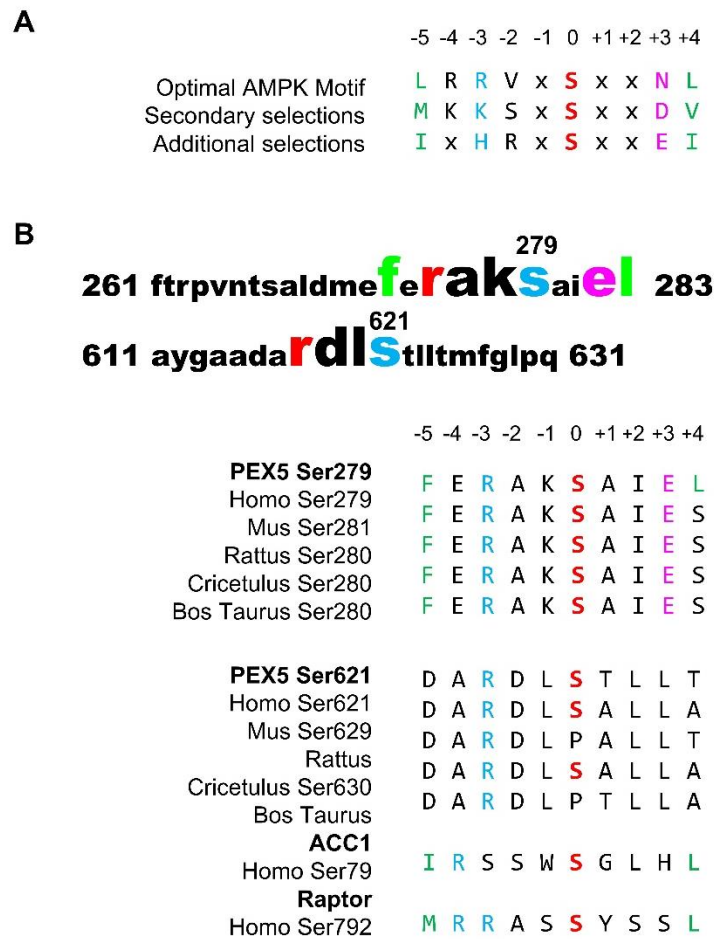 A
-5 -4 -3 -2 -1 0 +1 +2 +3 +4
Optimal AMPK Motif L R R V x S x x N L
Secondary selections M K K S x S x x D V
Additional selections I x H R x S x x E I
B
279
261 ftrpvntsaldmeferaksaiel 283
621
611 aygaadardlstlltmfglpq 631
-5 -4 -3 -2 -1 0 +1 +2 +3 +4
PEX5 Ser279
Homo Ser279 F E R A K S A I E L
Mus Ser281 F E R A K S A I E S
Rattus Ser280 F E R A K S A I E S
Cricetulus Ser280 F E R A K S A I E S
Bos Taurus Ser280 F E R A K S A I E S
PEX5 Ser621
Homo Ser621 D A R D L S T L L T
Mus Ser629 D A R D L S A L L A
Rattus D A R D L P A L L T
Cricetulus Ser630 D A R D L S A L L A
Bos Taurus D A R D L P T L L A
ACC1
Homo Ser79 I R S S W S G L H L
Raptor
Homo Ser792 M R R A S S Y S S L